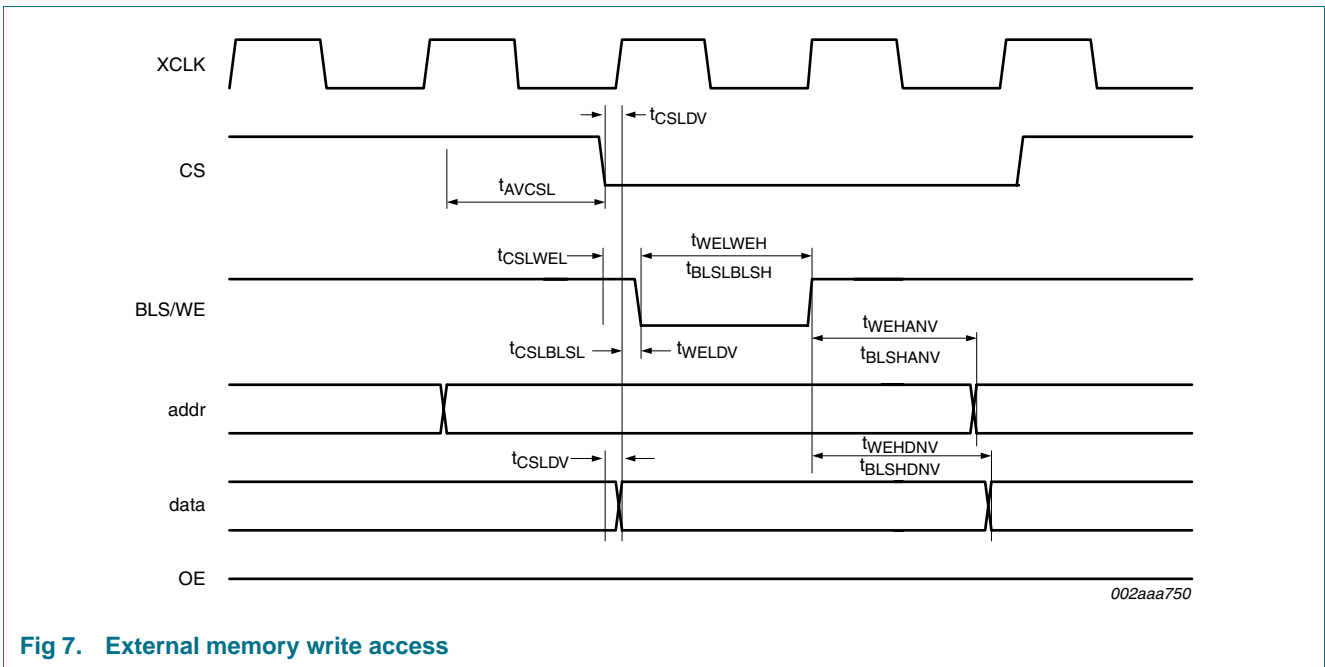 XCLK
tCSLDV
CS
tAVCSL
tCSLWEL
tWELWEH
tBLSLBLSH
BLS/WE
tWEHANV
tCSLBLSL
tWELDV
tBLSHANV
addr
tWEHDNV
tCSLDV
tBLSHDNV
data
OE
002aaa750
Fig 7. External memory write access